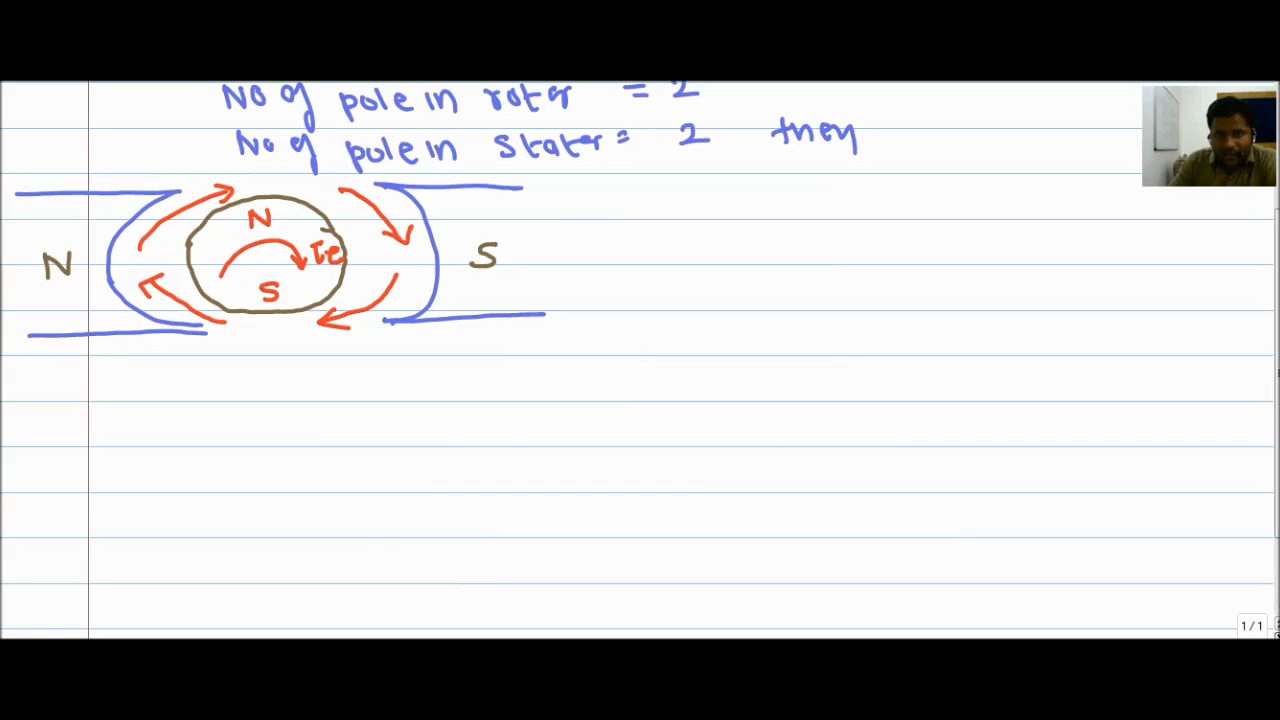 No of pole in rotor = 2
No of pole in stator = 2 then
N
N
Te
S
S
1/1